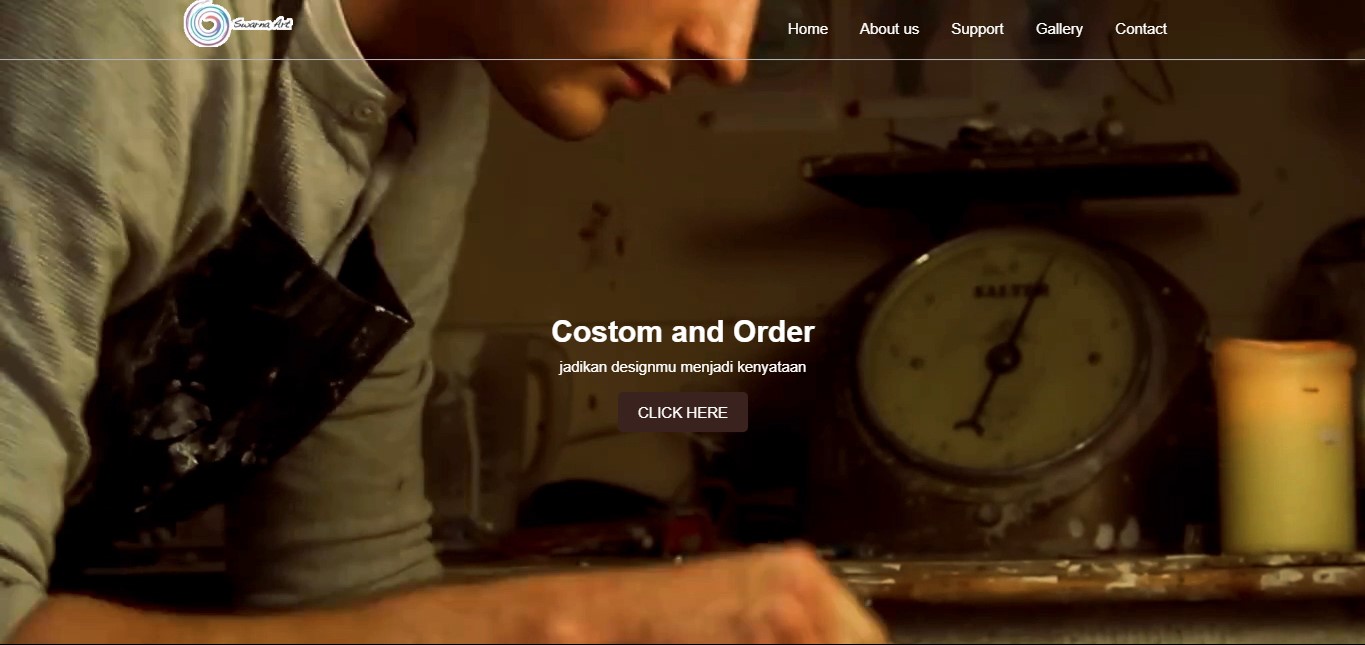 Swarna Art
Home About us Support Gallery Contact
SALTER
Costom and Order
jadikan designmu menjadi kenyataan
CLICK HERE